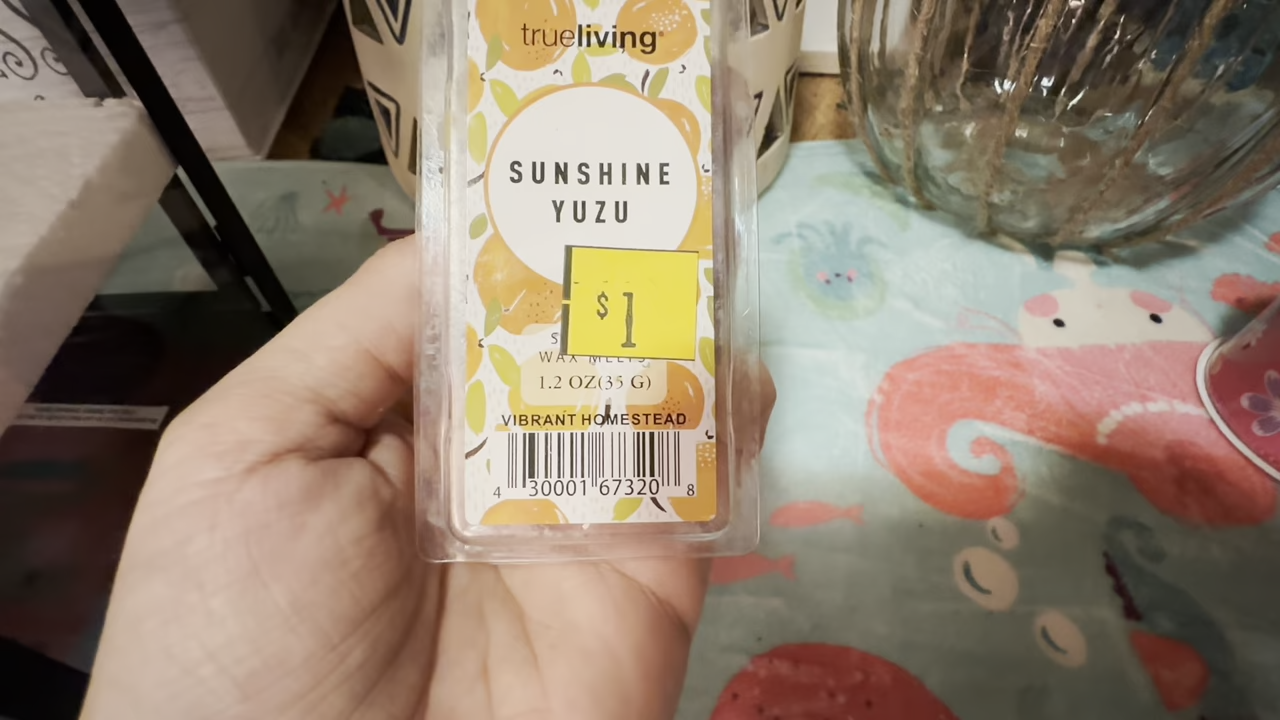 trueliving
SUNSHINE
YUZU
$1
WAX MELTS
1.2 OZ(35 G)
VIBRANT HOMESTEAD
4 30001 67320 8